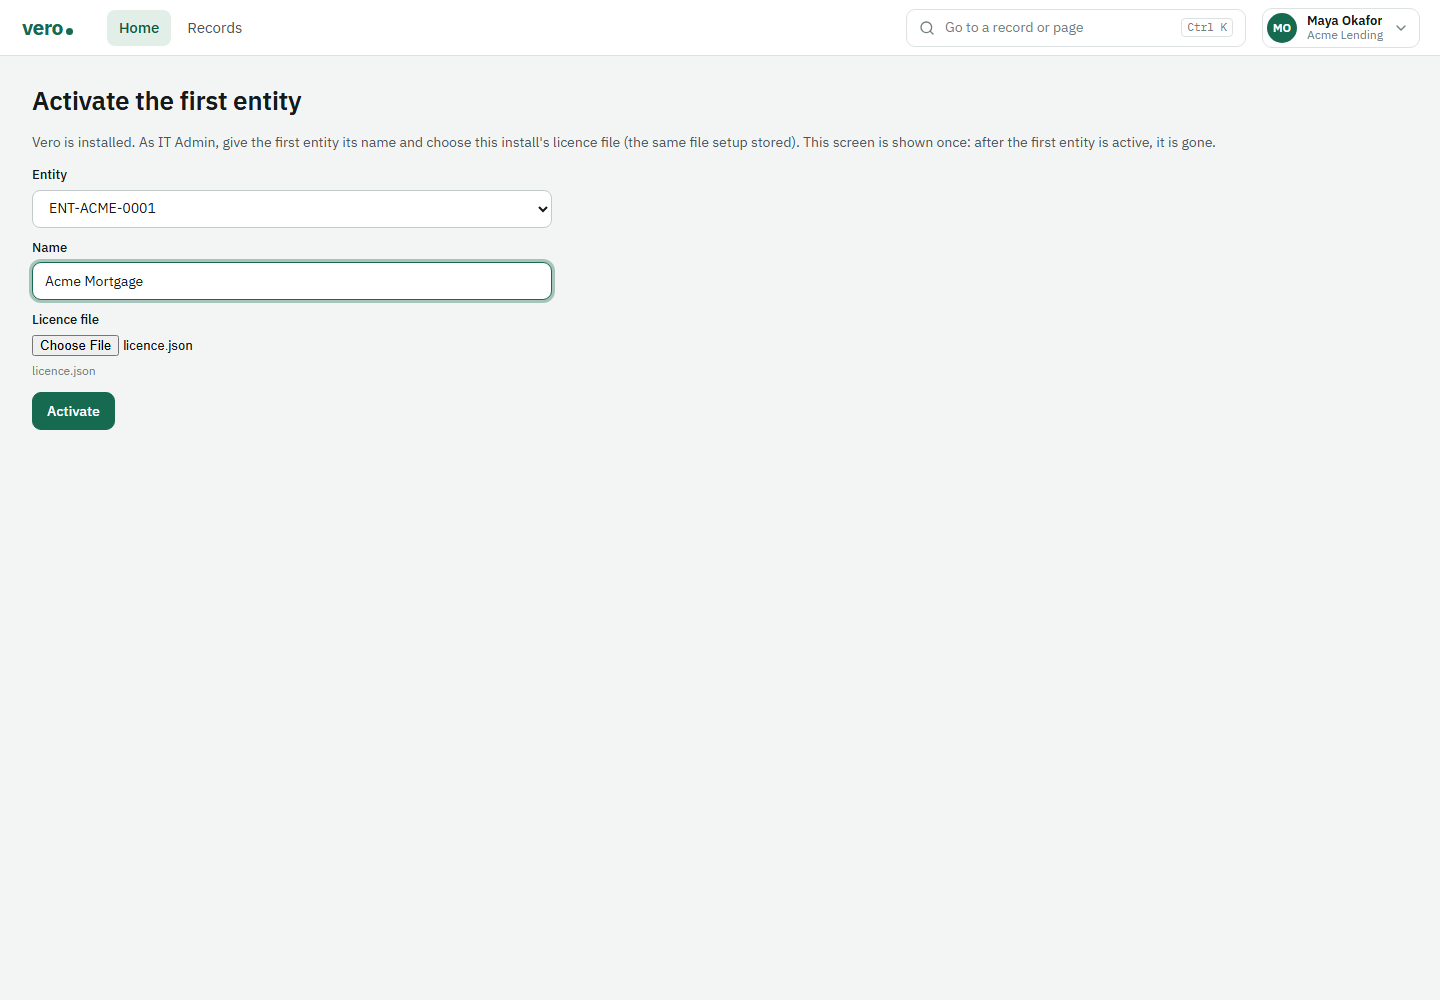 vero
Home
Records
Go to a record or page
Ctrl K
MO
Maya Okafor
Acme Lending
Activate the first entity
Vero is installed. As IT Admin, give the first entity its name and choose this install's licence file (the same file setup stored). This screen is shown once: after the first entity is active, it is gone.
Entity
ENT-ACME-0001
Name
Acme Mortgage
Licence file
Choose File licence.json
licence.json
Activate